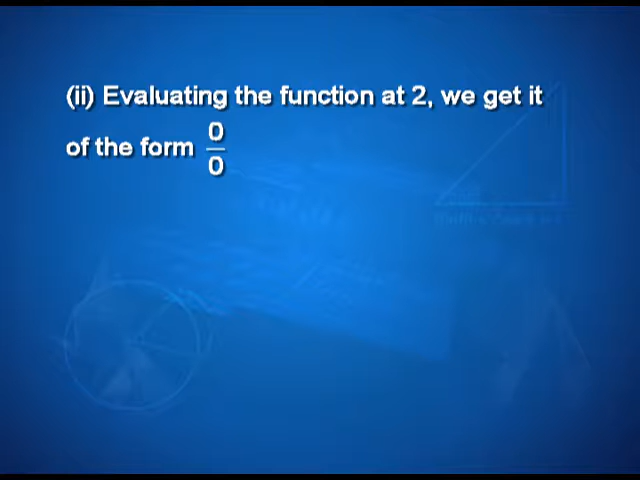 (ii) Evaluating the function at 2, we get it
of the form 0/0